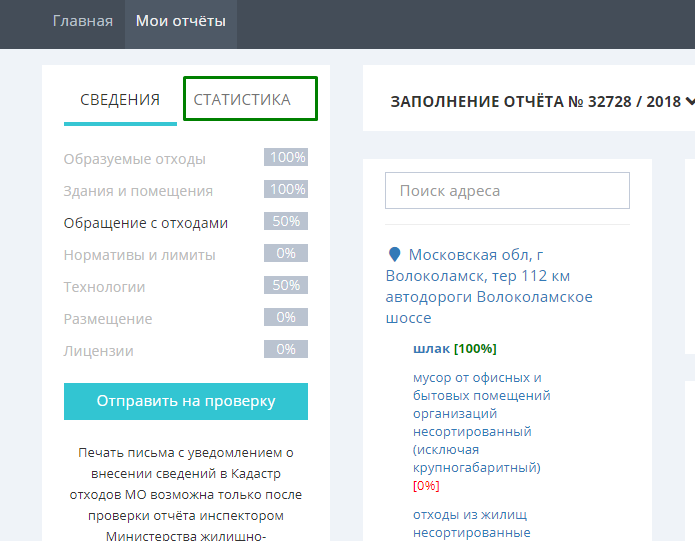 Главная Мои отчёты
СВЕДЕНИЯ СТАТИСТИКА
Образуемые отходы 100%
Здания и помещения 100%
Обращение с отходами 50%
Нормативы и лимиты 0%
Технологии 50%
Размещение 0%
Лицензии 0%
Отправить на проверку
Печать письма с уведомлением о
внесении сведений в Кадастр
отходов МО возможна только после
проверки отчёта инспектором
Министерства жилищно-
ЗАПОЛНЕНИЕ ОТЧЁТА № 32728 / 2018
Поиск адреса
Московская обл, г
Волоколамск, тер 112 км
автодороги Волоколамское
шоссе
шлак [100%]
мусор от офисных и
бытовых помещений
организаций
несортированный
(исключая
крупногабаритный)
[0%]
отходы из жилищ
несортированные